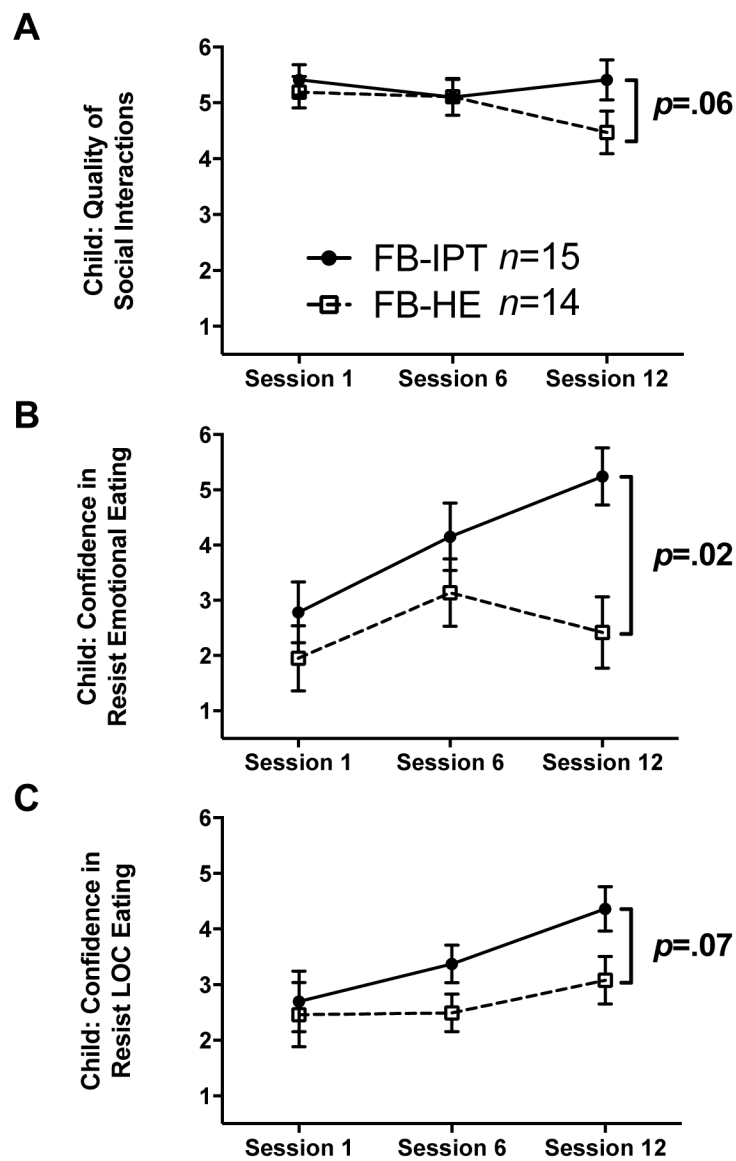 A
Child: Quality of
Social Interactions
6
5
4
3
2
1
p=.06
FB-IPT n=15
FB-HE n=14
Session 1 Session 6 Session 12
B
Child: Confidence in
Resist Emotional Eating
6
5
4
3
2
1
p=.02
Session 1 Session 6 Session 12
C
Child: Confidence in
Resist LOC Eating
6
5
4
3
2
1
p=.07
Session 1 Session 6 Session 12